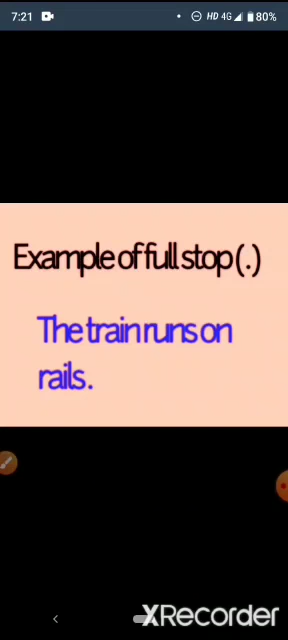 7:21 HD 4G 80%
Example of full stop (.)
The train runs on
rails.
XRecorder